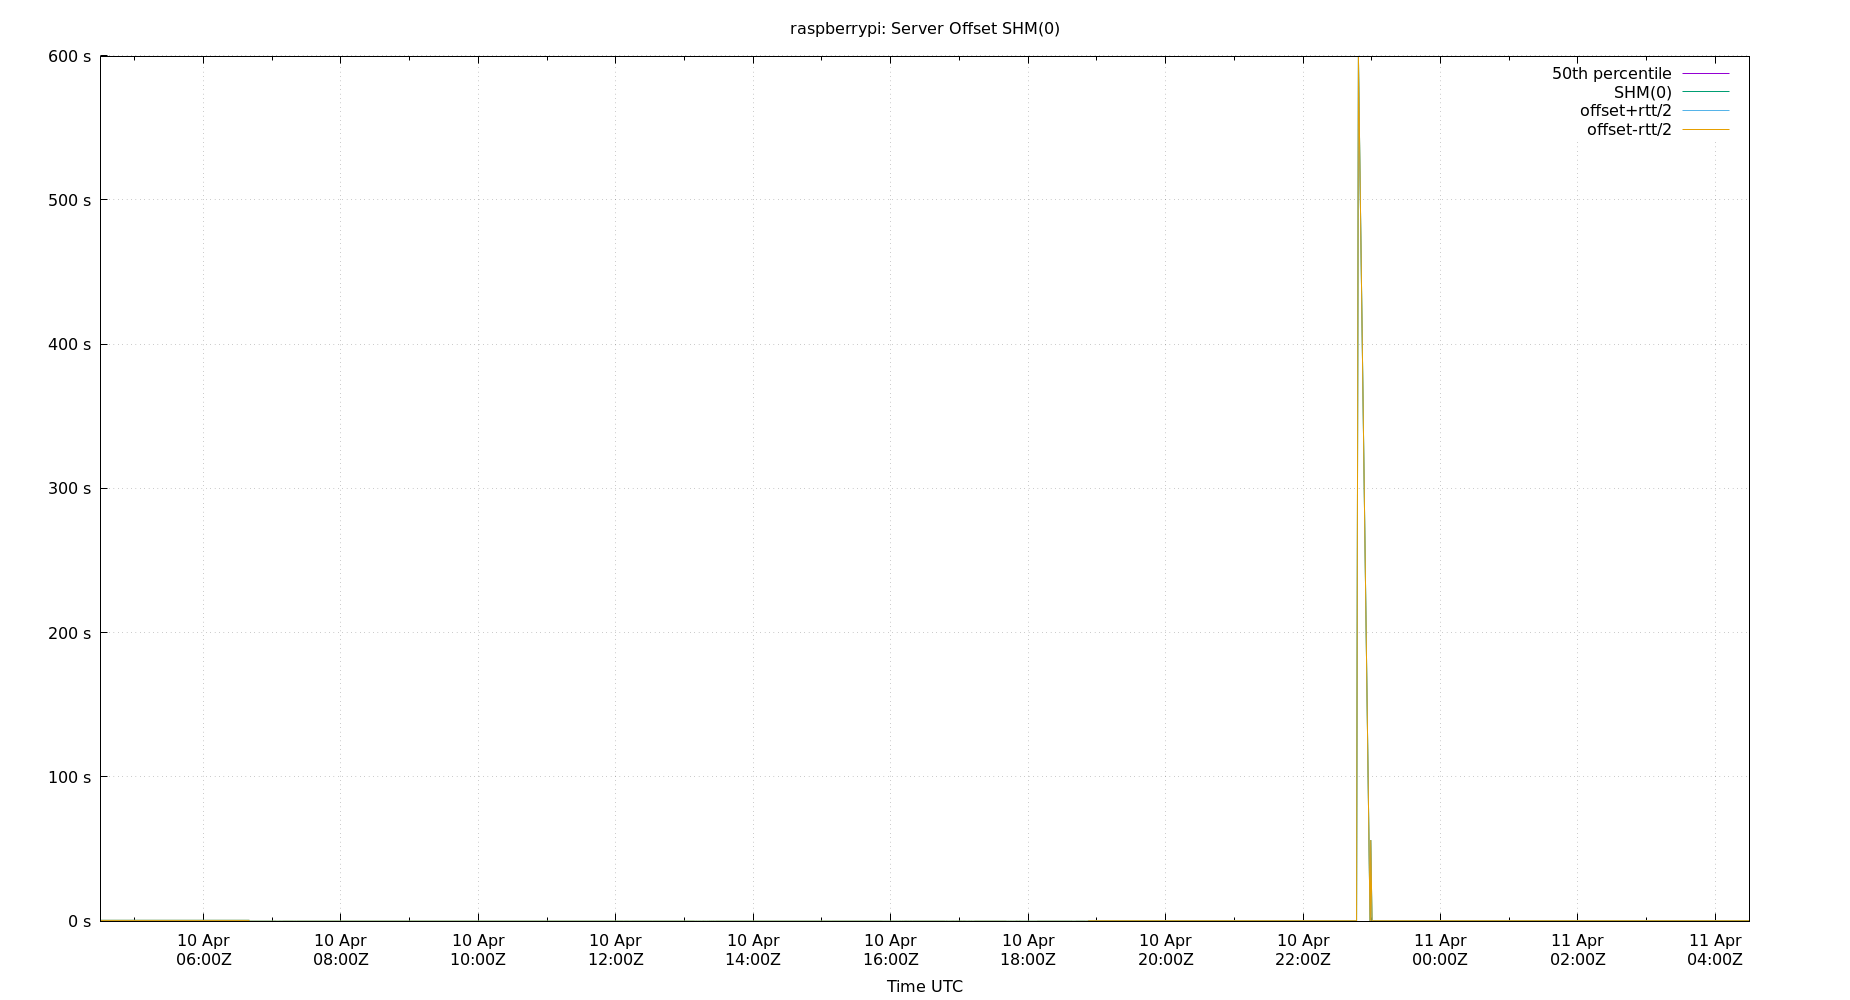 raspberrypi: Server Offset SHM(0)
600 s
500 s
400 s
300 s
200 s
100 s
0 s
50th percentile
SHM(0)
offset+rtt/2
offset-rtt/2
10 Apr 10 Apr 10 Apr 10 Apr 10 Apr 10 Apr 10 Apr 10 Apr 10 Apr 11 Apr 11 Apr 11 Apr
06:00Z 08:00Z 10:00Z 12:00Z 14:00Z 16:00Z 18:00Z 20:00Z 22:00Z 00:00Z 02:00Z 04:00Z
Time UTC